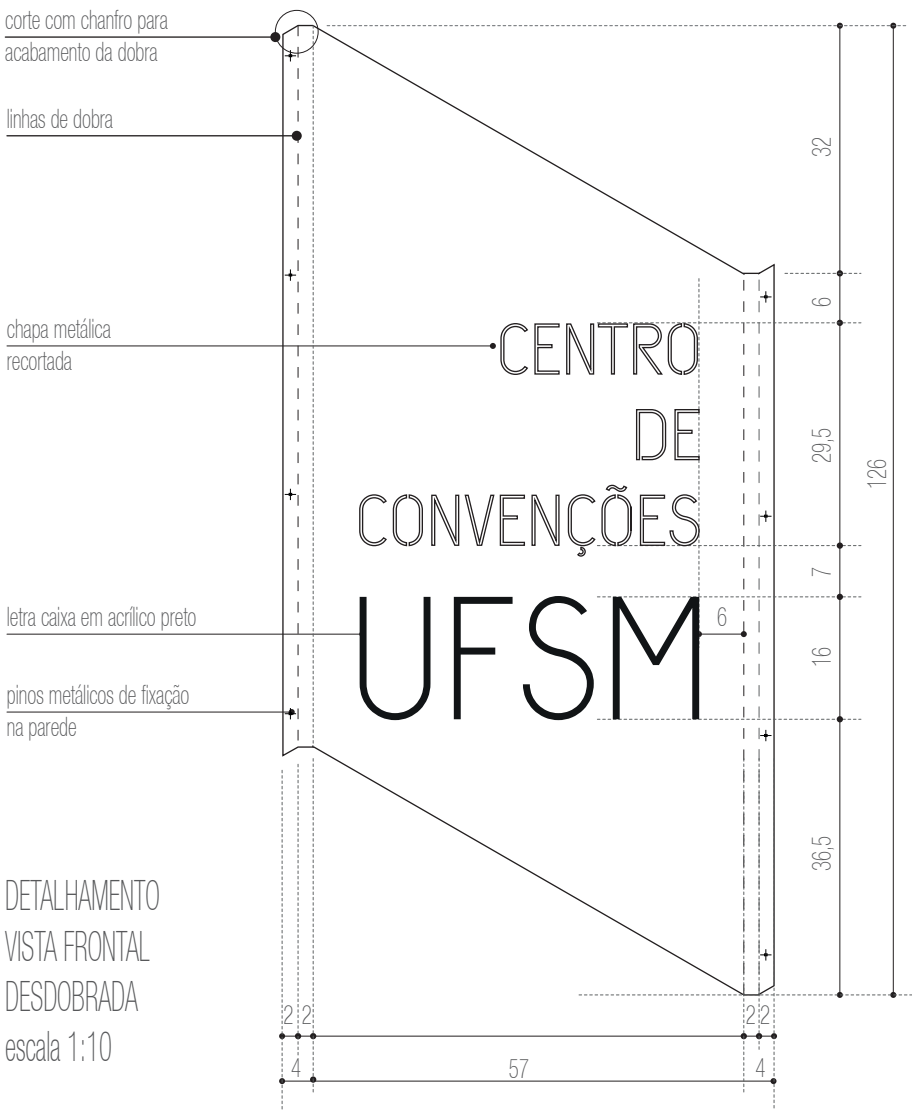 corte com chanfro para
acabamento da dobra
linhas de dobra
chapa metálica
recortada
letra caixa em acrílico preto
pinos metálicos de fixação
na parede
CENTRO
DE
CONVENÇÕES
UFSM
32
6
29,5
7
6
16
36,5
126
DETALHAMENTO
VISTA FRONTAL
DESDOBRADA
escala 1:10
2 2
2 2
4
57
4